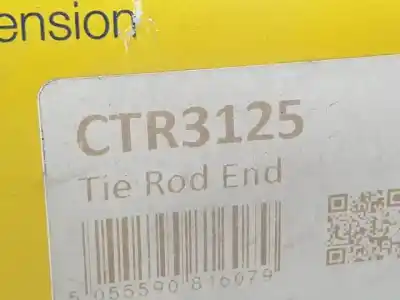 ension
CTR3125
Tie Rod End
5 055590 816079